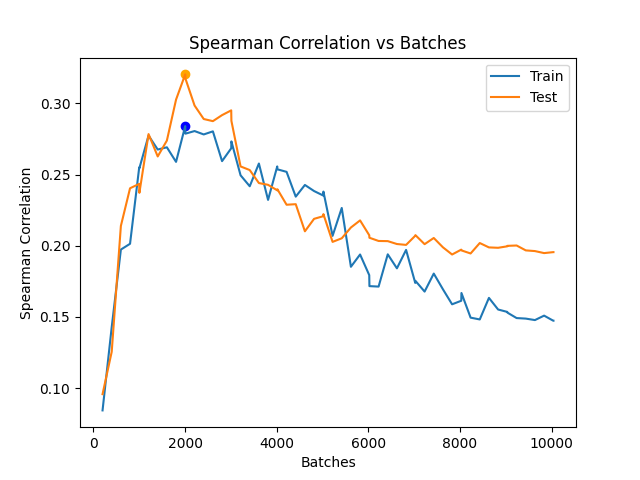 Spearman Correlation vs Batches
Train
Test
Spearman Correlation
0.30
0.25
0.20
0.15
0.10
0
2000
4000
6000
8000
10000
Batches